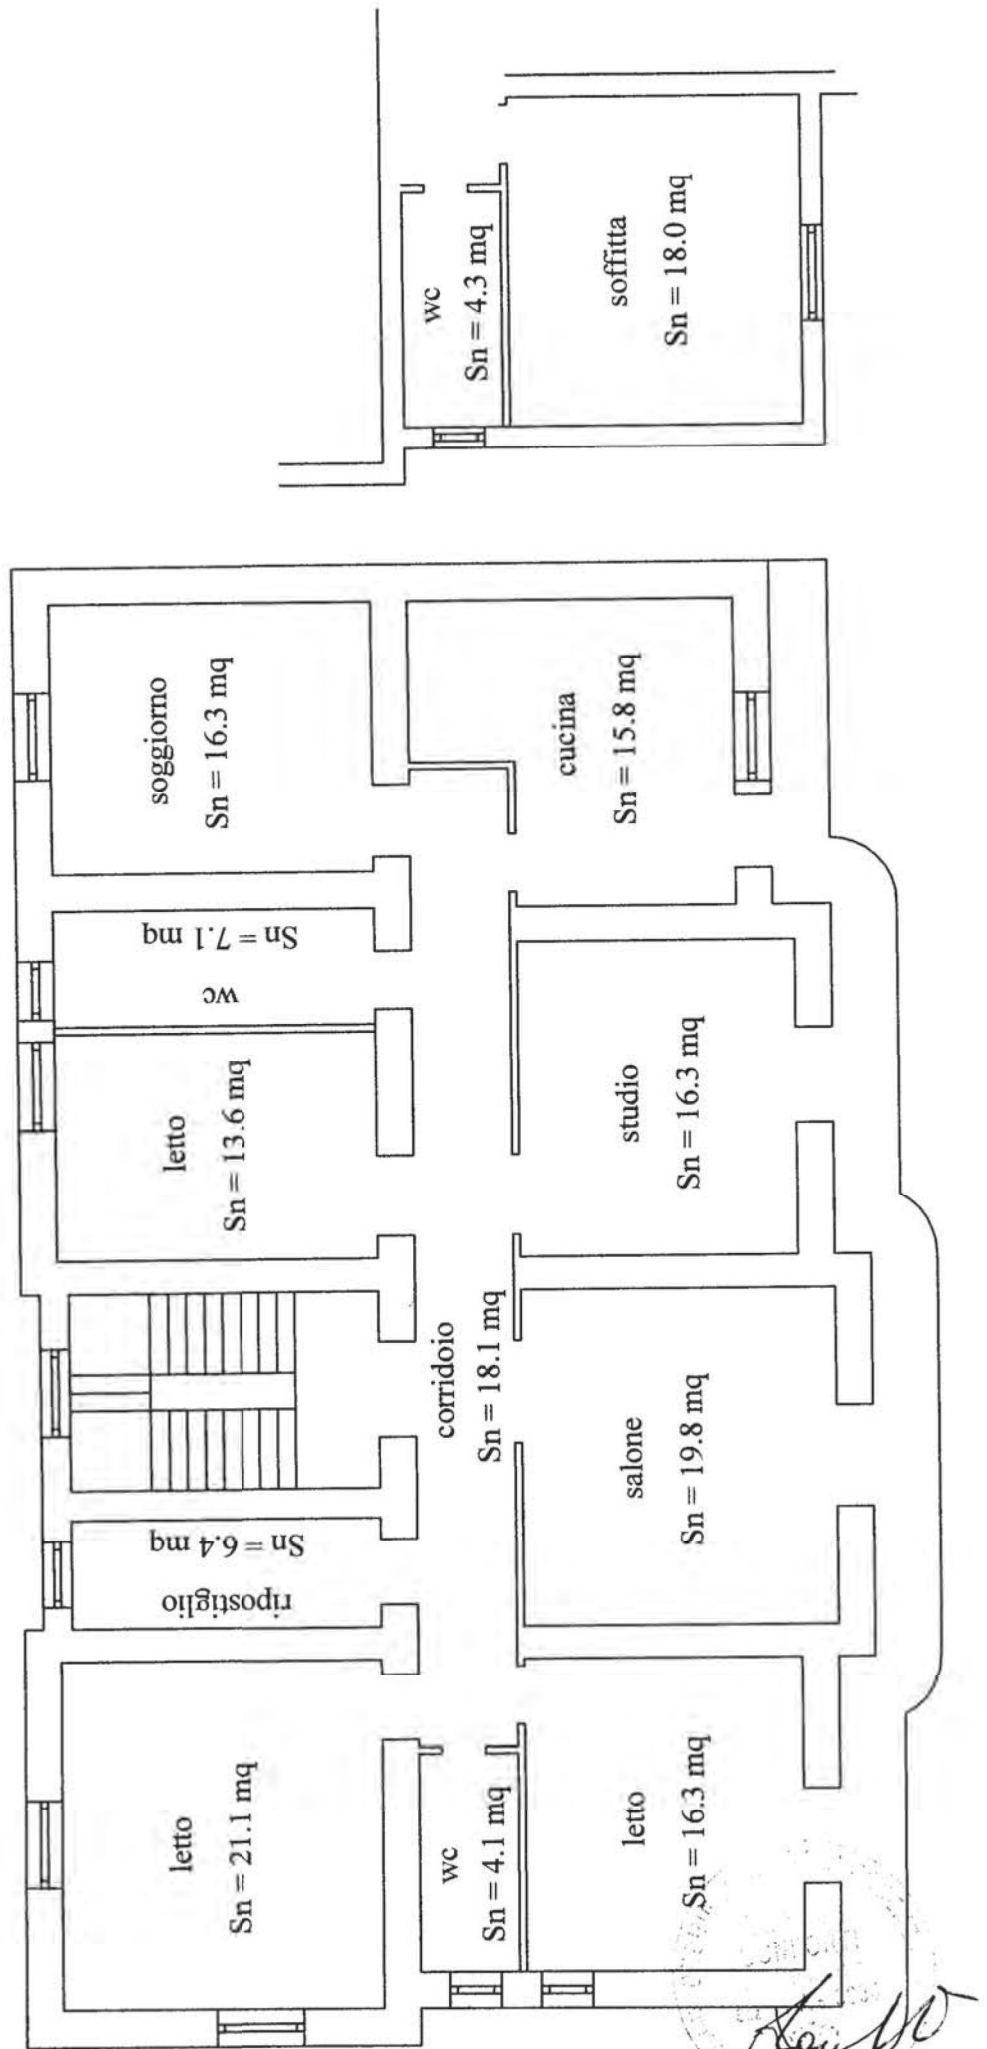 wc
Sn = 4.3 mq
soffitta
Sn = 18.0 mq
soggiorno
Sn = 16.3 mq
cucina
Sn = 15.8 mq
wc
Sn = 7.1 mq
letto
Sn = 13.6 mq
studio
Sn = 16.3 mq
corridoio
Sn = 18.1 mq
salone
Sn = 19.8 mq
ripostiglio
Sn = 6.4 mq
letto
Sn = 21.1 mq
wc
Sn = 4.1 mq
letto
Sn = 16.3 mq